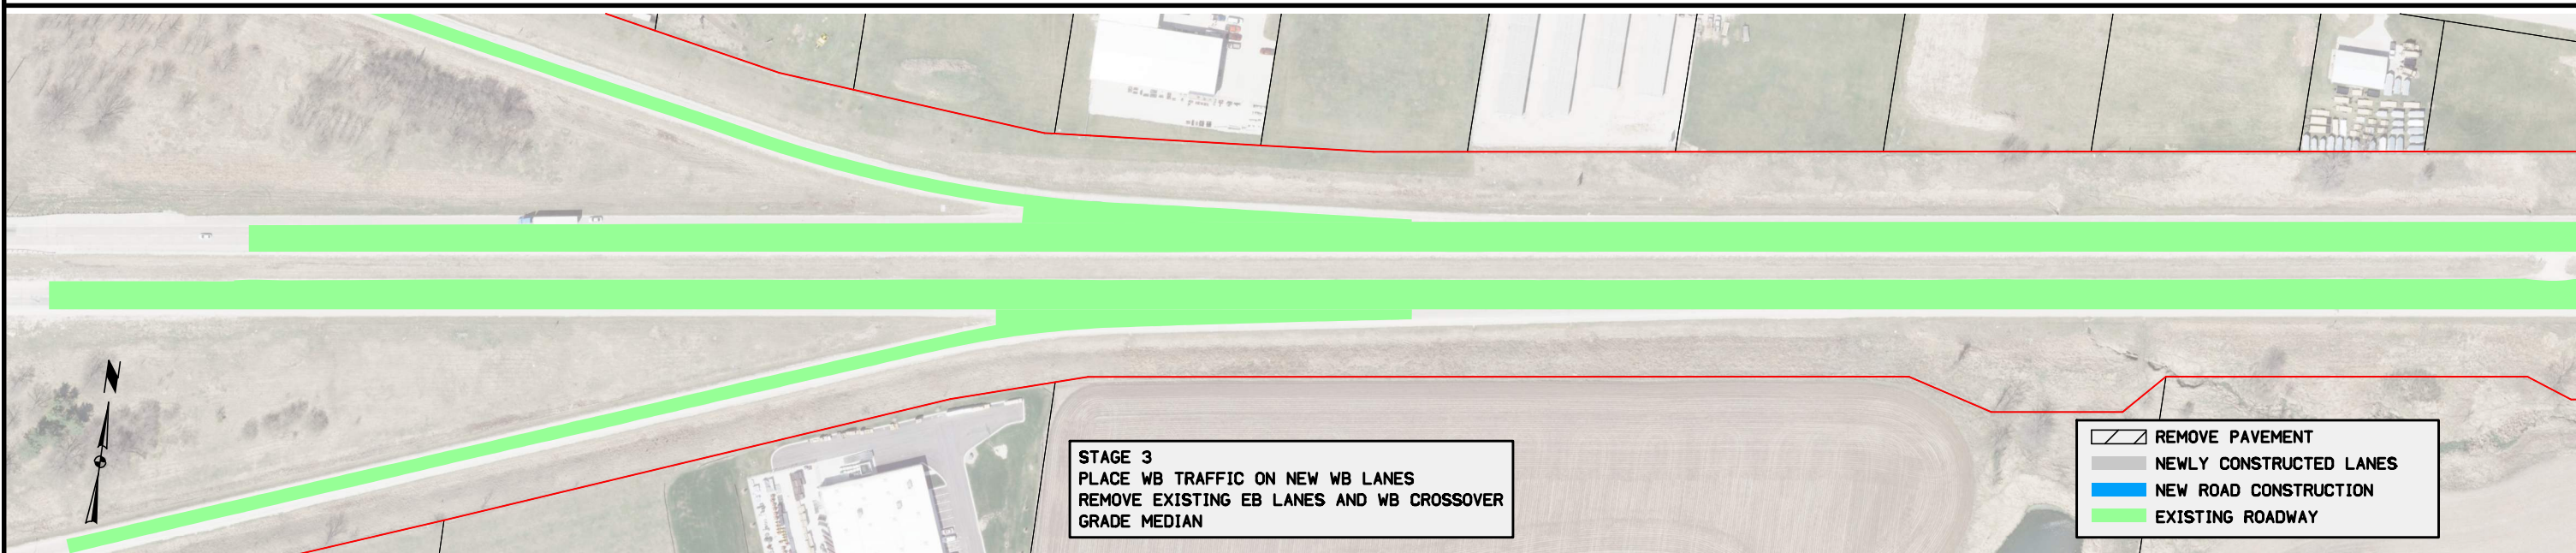 N
STAGE 3
PLACE WB TRAFFIC ON NEW WB LANES
REMOVE EXISTING EB LANES AND WB CROSSOVER
GRADE MEDIAN
REMOVE PAVEMENT
NEWLY CONSTRUCTED LANES
NEW ROAD CONSTRUCTION
EXISTING ROADWAY